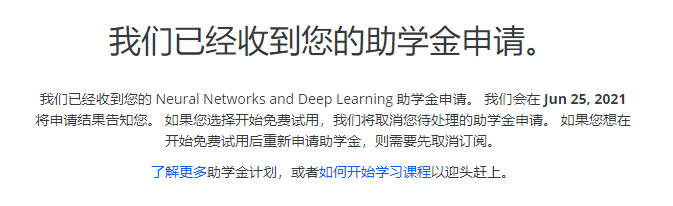 我们已经收到您的助学金申请。
我们已经收到您的 Neural Networks and Deep Learning 助学金申请。 我们会在 Jun 25, 2021
将申请结果告知您。 如果您选择开始免费试用，我们将取消您待处理的助学金申请。 如果您想在
开始免费试用后重新申请助学金，则需要先取消订阅。
了解更多助学金计划，或者如何开始学习课程以迎头赶上。